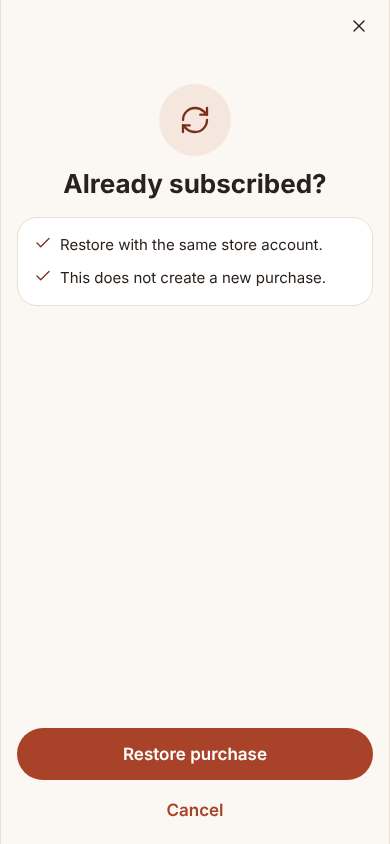 Already subscribed?
Restore with the same store account.
This does not create a new purchase.
Restore purchase
Cancel